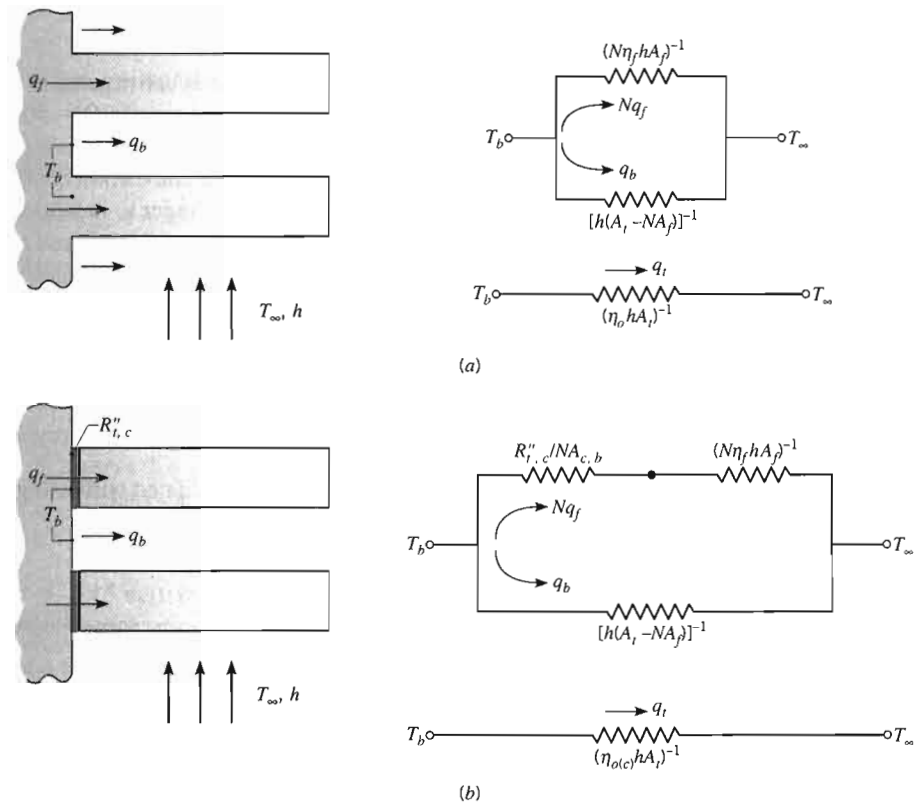 q_f
q_b
T_b
T_∞, h
(Nη_f hA_f)⁻¹
Nq_f
T_b
T_∞
q_b
[h(A_t – NA_f)]⁻¹
q_t
T_b
T_∞
(η_o hA_t)⁻¹
(a)
R″_t, c
q_f
T_b
q_b
T_∞, h
R″_t, c/NA_c, b
(Nη_f hA_f)⁻¹
Nq_f
T_b
T_∞
q_b
[h(A_t – NA_f)]⁻¹
q_t
T_b
T_∞
(η_o(c) hA_t)⁻¹
(b)